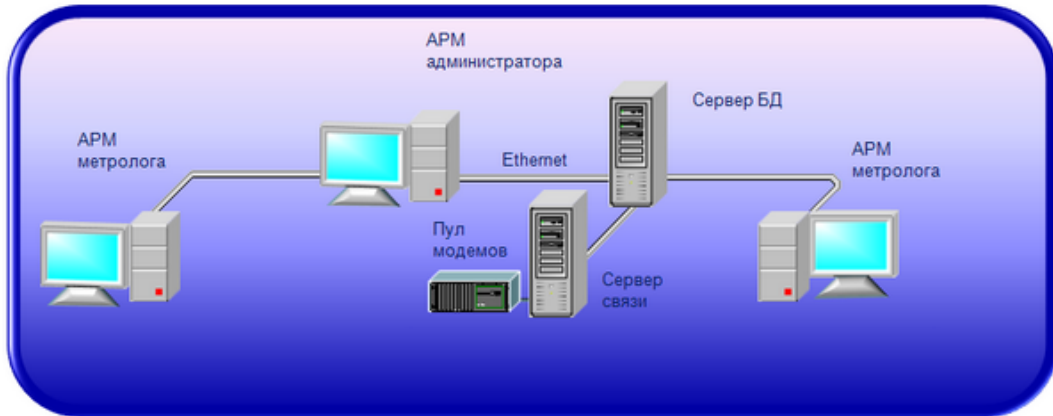 АРМ
администратора
Сервер БД
АРМ
метролога
Ethernet
АРМ
метролога
Пул
модемов
Сервер
связи